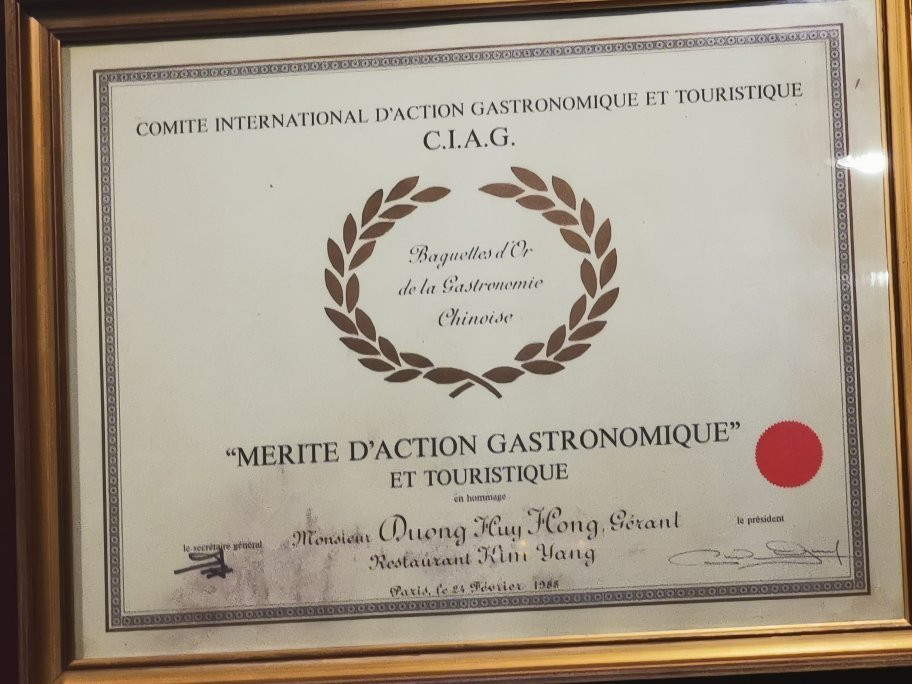 COMITE INTERNATIONAL D'ACTION GASTRONOMIQUE ET TOURISTIQUE
C.I.A.G.
Baguettes d'Or
de la Gastronomie
Chinoise
“MERITE D'ACTION GASTRONOMIQUE”
ET TOURISTIQUE
en hommage
Monsieur Duong Huy Hong, Gérant
Restaurant Kim Yang
le secrétaire général
le président
Paris, le 24 Février 1988